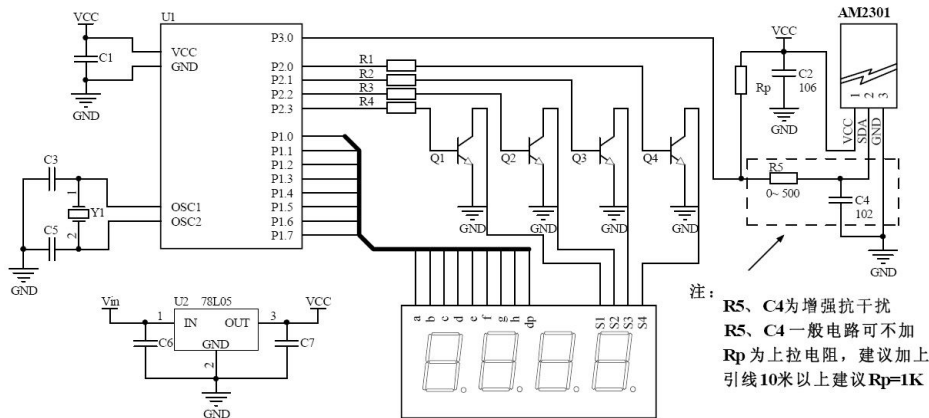 VCC
U1
AM2301
P3.0
VCC
C1
VCC
GND
GND
P2.0
P2.1
P2.2
P2.3
R1
R2
R3
R4
Rp
C2
106
GND
1
2
3
VCC
SDA
GND
P1.0
P1.1
P1.2
P1.3
P1.4
P1.5
P1.6
P1.7
Q1
Q2
Q3
Q4
GND
GND
GND
GND
R5
0~ 500
C4
102
GND
C3
1
Y1
2
C5
GND
OSC1
OSC2
Vin
U2
78L05
VCC
1
IN
OUT
3
GND
2
C6
C7
GND
a
b
c
d
e
f
g
h
dp
S1
S2
S3
S4
注:
R5、C4为增强抗干扰
R5、C4 一般电路可不加
Rp 为上拉电阻，建议加上
引线10米以上建议Rp=1K